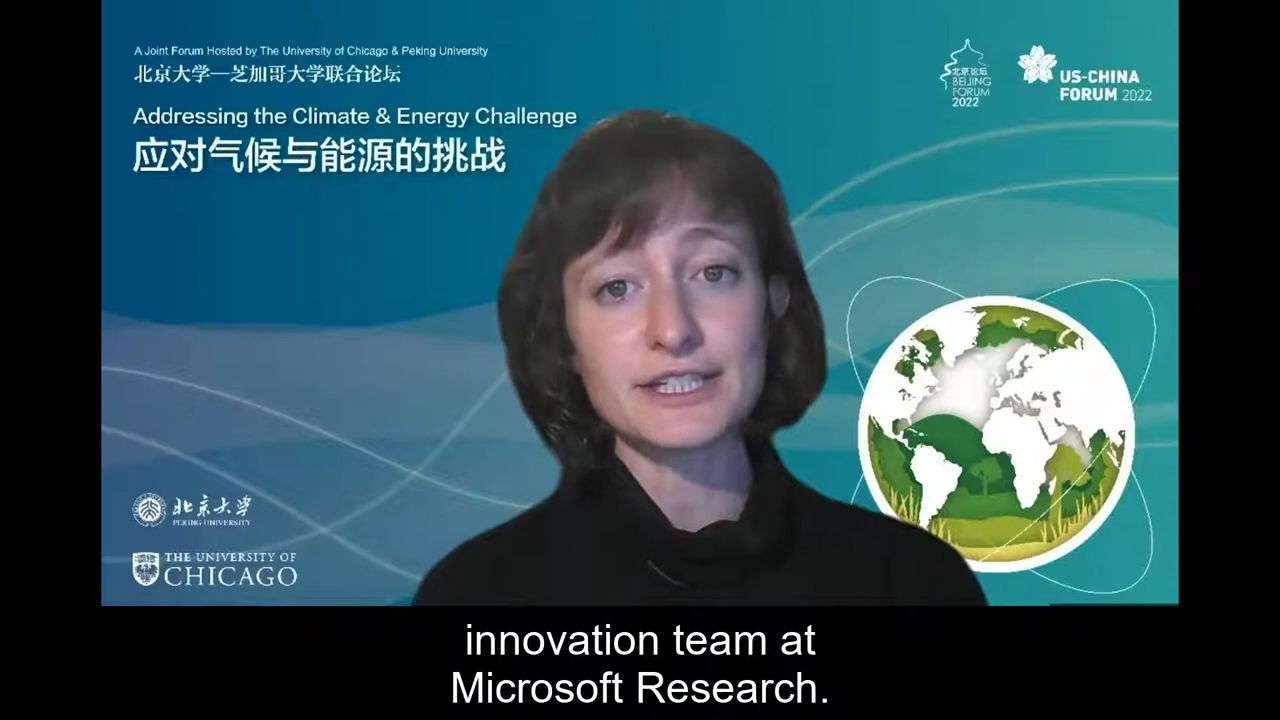 A Joint Forum Hosted by The University of Chicago & Peking University
北京大学—芝加哥大学联合论坛
Addressing the Climate & Energy Challenge
应对气候与能源的挑战
北京论坛
BEIJING
FORUM
2022
US-CHINA
FORUM 2022
北京大学
PEKING UNIVERSITY
THE UNIVERSITY OF
CHICAGO
innovation team at
Microsoft Research.